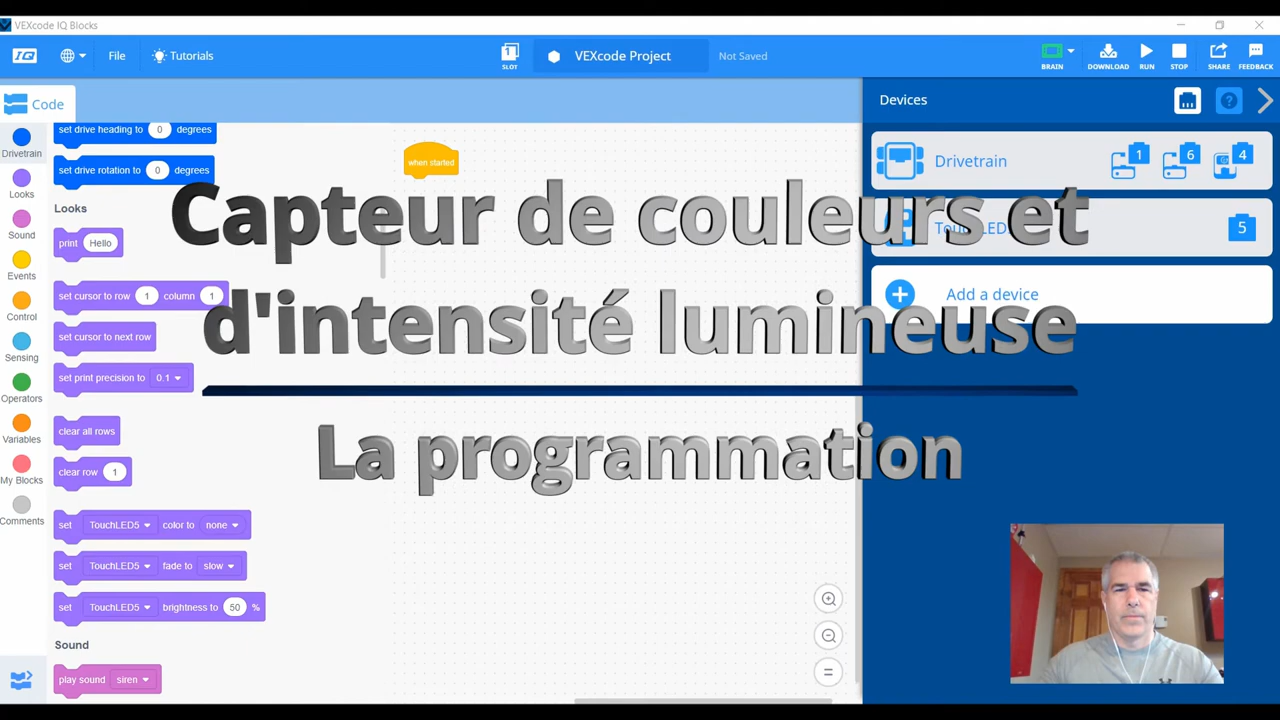 VEXcode IQ Blocks
IQ
File
Tutorials
1
SLOT
VEXcode Project
Not Saved
BRAIN
DOWNLOAD
RUN
STOP
SHARE
FEEDBACK
Code
Devices
?
Drivetrain
Looks
Sound
Events
Control
Sensing
Operators
Variables
My Blocks
Comments
set drive heading to 0 degrees
set drive rotation to 0 degrees
Looks
print Hello
set cursor to row 1 column 1
set cursor to next row
set print precision to 0.1
clear all rows
clear row 1
set TouchLED5 color to none
set TouchLED5 fade to slow
set TouchLED5 brightness to 50 %
Sound
play sound siren
when started
Capteur de couleurs et
d'intensité lumineuse
La programmation
Drivetrain
1 6 4
TouchLED
5
Add a device